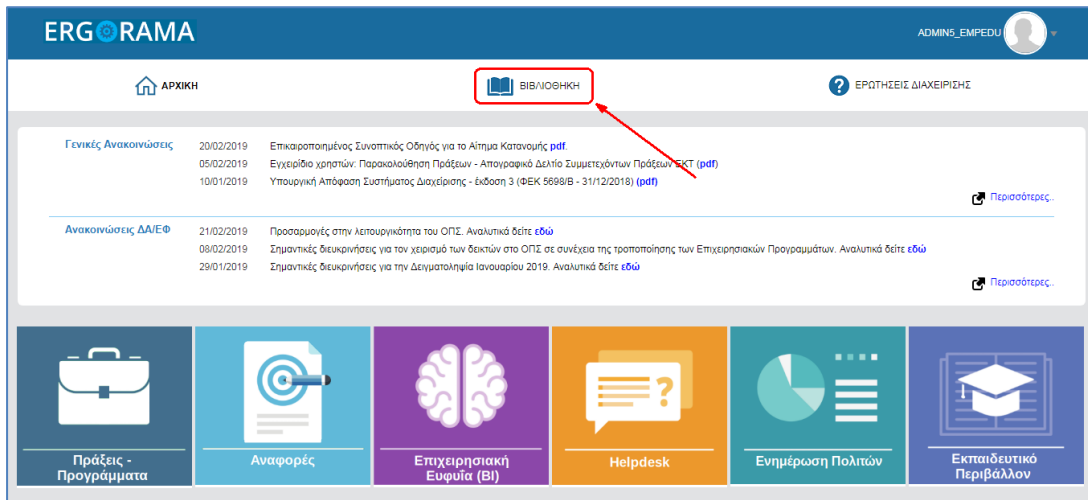 ERGORAMA
ADMIN5_EMPEDU
ΑΡΧΙΚΗ
ΒΙΒΛΙΟΘΗΚΗ
? ΕΡΩΤΗΣΕΙΣ ΔΙΑΧΕΙΡΙΣΗΣ
Γενικές Ανακοινώσεις 20/02/2019 Επικαιροποιημένος Συνοπτικός Οδηγός για το Αίτημα Κατανομής pdf.
05/02/2019 Εγχειρίδιο χρηστών: Παρακολούθηση Πράξεων - Απογραφικό Δελτίο Συμμετεχόντων Πράξεων ΕΚΤ (pdf)
10/01/2019 Υπουργική Απόφαση Συστήματος Διαχείρισης - έκδοση 3 (ΦΕΚ 5698/Β - 31/12/2018) (pdf)
Περισσότερες..
Ανακοινώσεις ΔΑ/ΕΦ 21/02/2019 Προσαρμογές στην λειτουργικότητα του ΟΠΣ. Αναλυτικά δείτε εδώ
08/02/2019 Σημαντικές διευκρινήσεις για τον χειρισμό των δεικτών στο ΟΠΣ σε συνέχεια της τροποποίησης των Επιχειρησιακών Προγραμμάτων. Αναλυτικά δείτε εδώ
29/01/2019 Σημαντικές διευκρινήσεις για την Δειγματοληψία Ιανουαρίου 2019. Αναλυτικά δείτε εδώ
Περισσότερες..
?
Πράξεις -
Προγράμματα
Αναφορές
Επιχειρησιακή
Ευφυΐα (BI)
Helpdesk
Ενημέρωση Πολιτών
Εκπαιδευτικό
Περιβάλλον